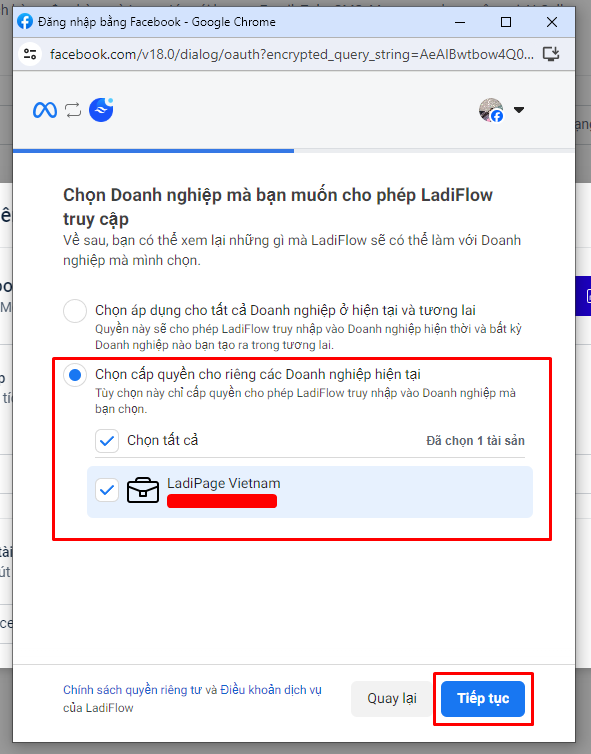 Đăng nhập bằng Facebook - Google Chrome
facebook.com/v18.0/dialog/oauth?encrypted_query_string=AeAIBwtbow4Q0...
Chọn Doanh nghiệp mà bạn muốn cho phép LadiFlow
truy cập
Về sau, bạn có thể xem lại những gì mà LadiFlow sẽ có thể làm với Doanh
nghiệp mà mình chọn.
Chọn áp dụng cho tất cả Doanh nghiệp ở hiện tại và tương lai
Quyền này sẽ cho phép LadiFlow truy nhập vào Doanh nghiệp hiện thời và bất kỳ
Doanh nghiệp nào bạn tạo ra trong tương lai.
Chọn cấp quyền cho riêng các Doanh nghiệp hiện tại
Tùy chọn này chỉ cấp quyền cho phép LadiFlow truy nhập vào Doanh nghiệp mà
bạn chọn.
Chọn tất cả
Đã chọn 1 tài sản
LadiPage Vietnam
Chính sách quyền riêng tư và Điều khoản dịch vụ
của LadiFlow
Quay lại
Tiếp tục